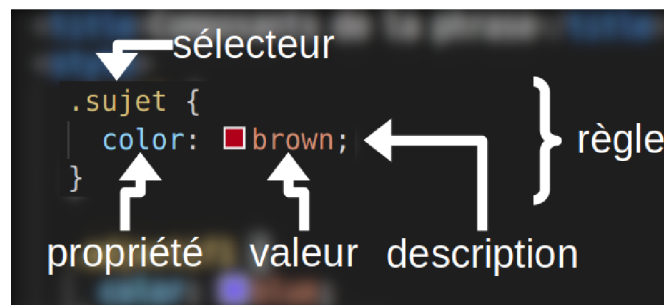 sélecteur
.sujet {
color: brown;
}
règle
propriété valeur description